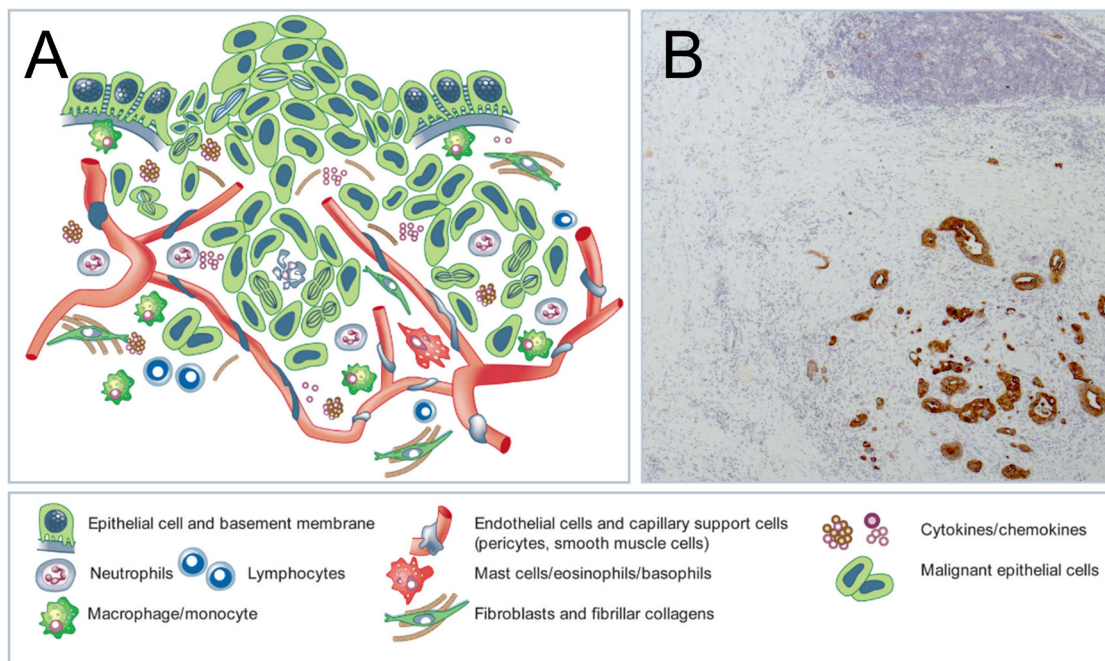 A
B
Epithelial cell and basement membrane
Neutrophils
Lymphocytes
Macrophage/monocyte
Endothelial cells and capillary support cells
(pericytes, smooth muscle cells)
Mast cells/eosinophils/basophils
Fibroblasts and fibrillar collagens
Cytokines/chemokines
Malignant epithelial cells